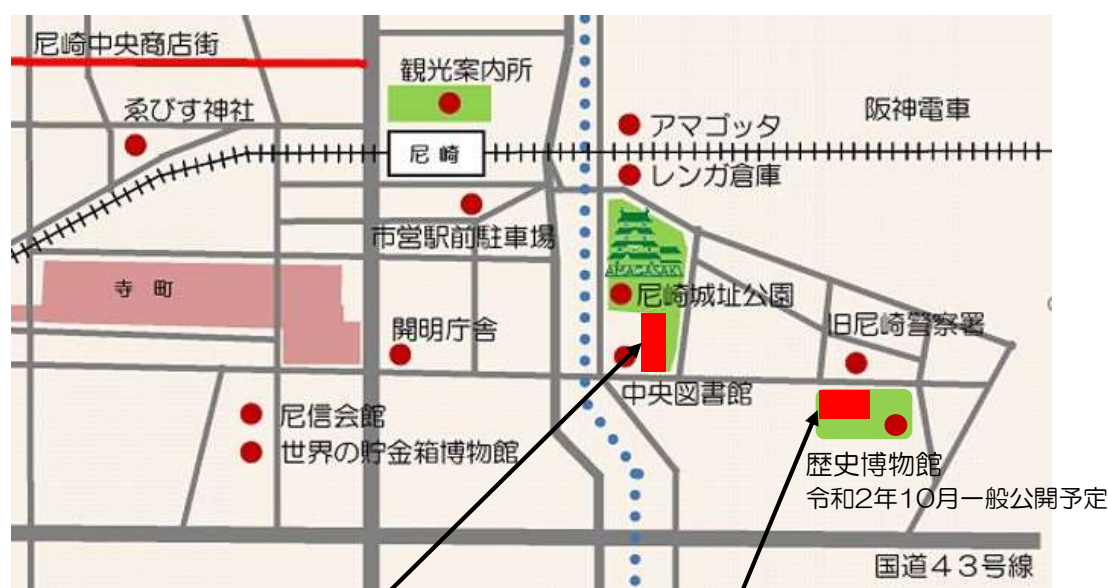 尼崎中央商店街
観光案内所
ゑびす神社
アマゴッタ
阪神電車
尼崎
レンガ倉庫
市営駅前駐車場
AMAGASAKI
寺町
尼崎城址公園
開明庁舎
旧尼崎警察署
中央図書館
尼信会館
世界の貯金箱博物館
歴史博物館
令和2年10月一般公開予定
国道43号線